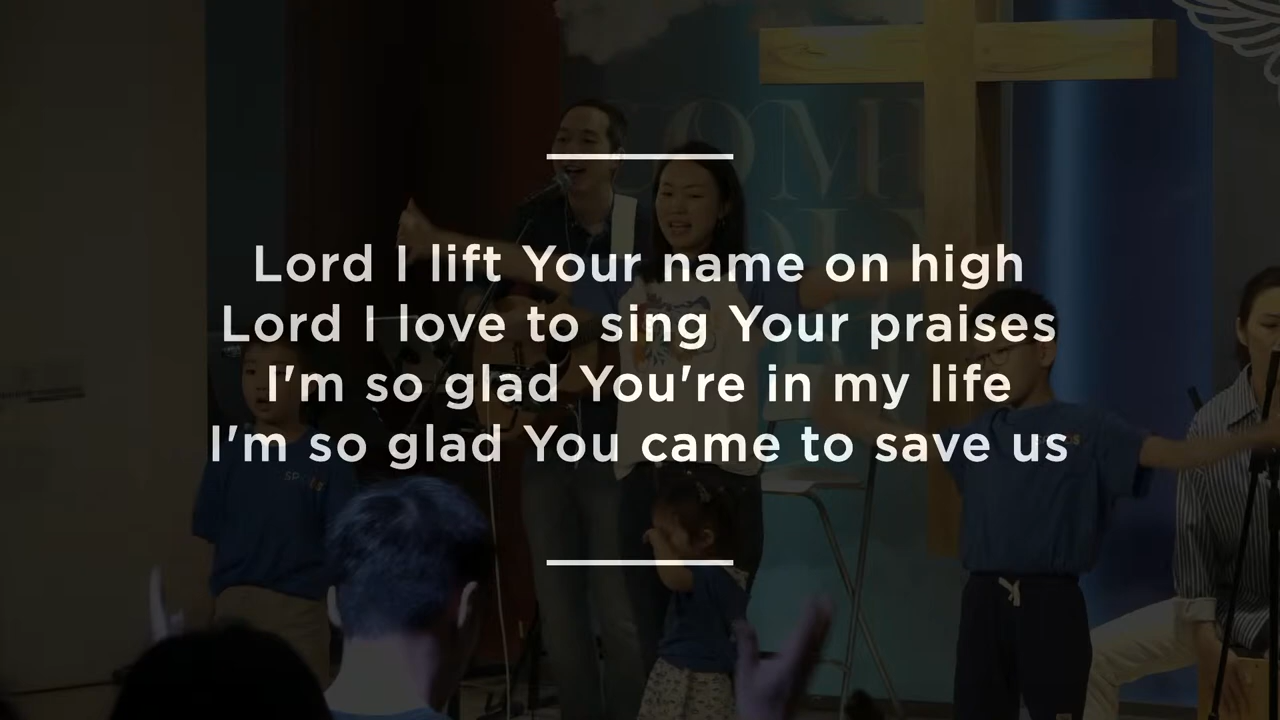 Lord I lift Your name on high
Lord I love to sing Your praises
I'm so glad You're in my life
I'm so glad You came to save us